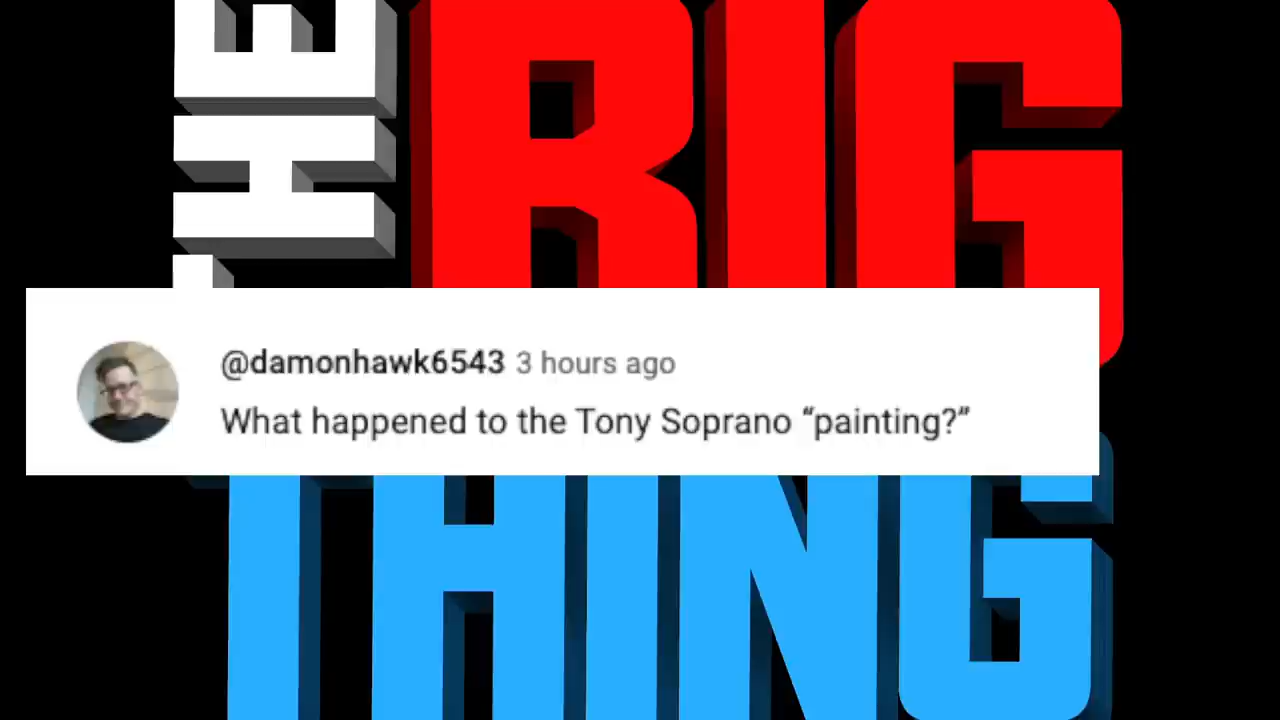 THE
BIG
@damonhawk6543 3 hours ago
What happened to the Tony Soprano “painting?”
THING